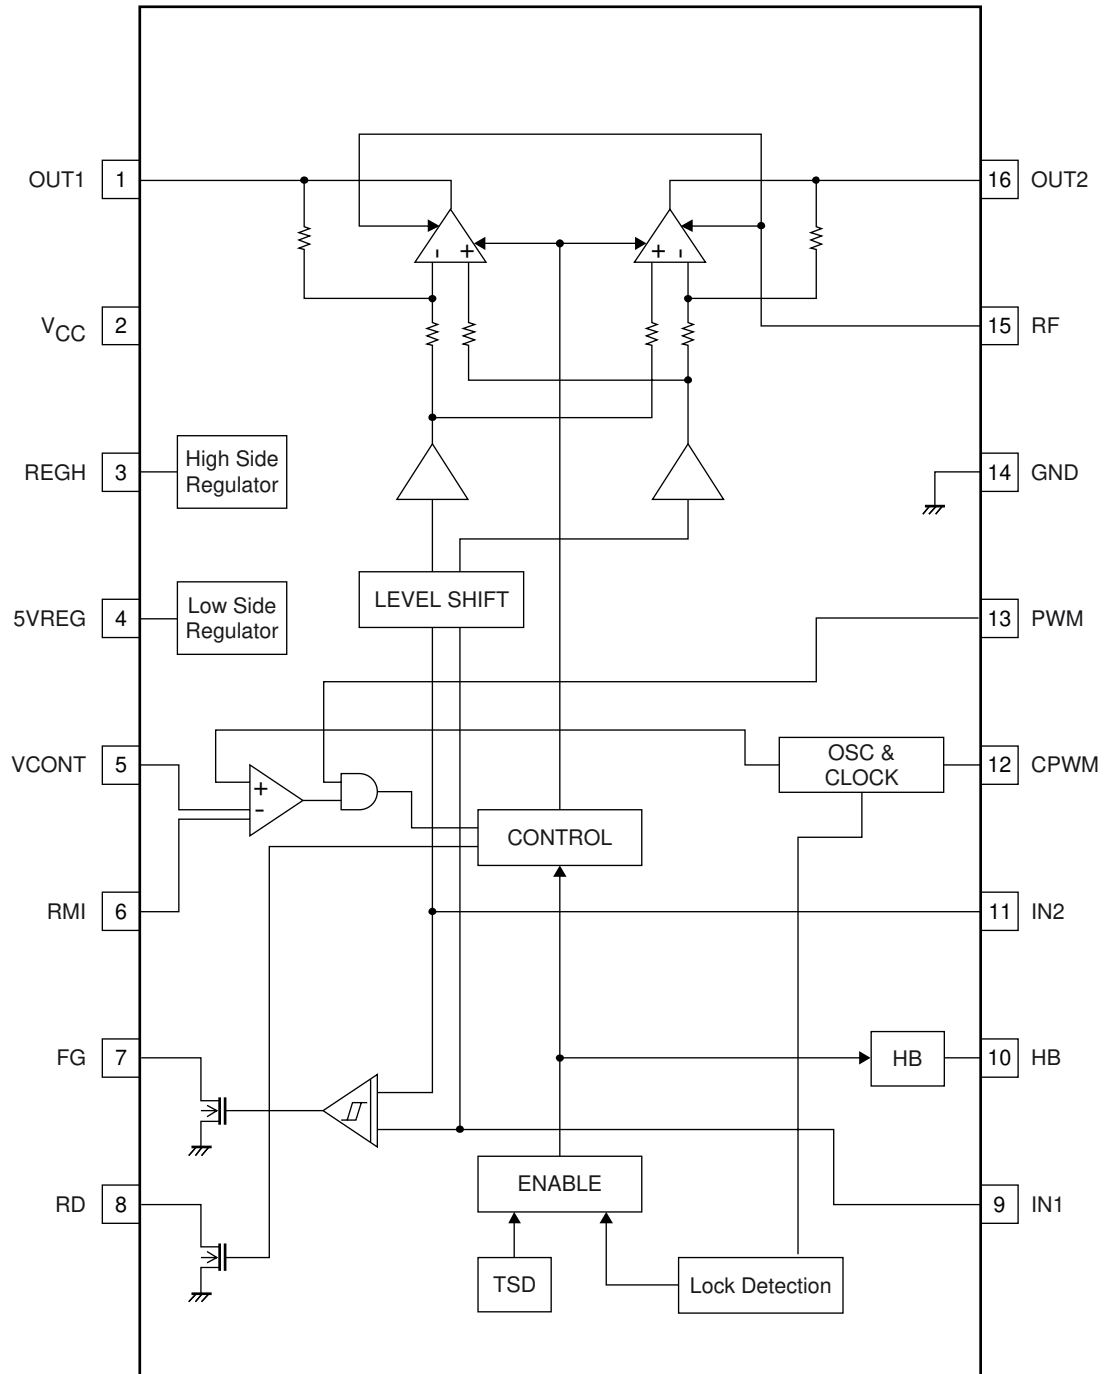 OUT1 1
16 OUT2
- +
+ -
VCC 2
15 RF
REGH 3
High Side
Regulator
14 GND
5VREG 4
Low Side
Regulator
LEVEL SHIFT
13 PWM
VCONT 5
+
-
OSC &
CLOCK
12 CPWM
CONTROL
RMI 6
11 IN2
FG 7
HB
10 HB
ENABLE
RD 8
9 IN1
TSD
Lock Detection